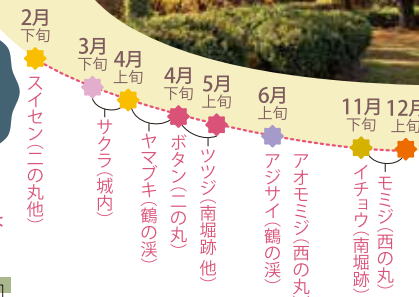 2月
下旬
3月
下旬
4月
上旬
4月
下旬
5月
上旬
6月
上旬
11月
下旬
12月
上旬
スイセン(二の丸他)
サクラ(城内)
ヤマブキ(鶴の渓)
ボタン(二の丸)
ツツジ(南堀跡 他)
アジサイ(鶴の渓)
アオモミジ(西の丸
イチョウ(南堀跡)
モミジ(西の丸)